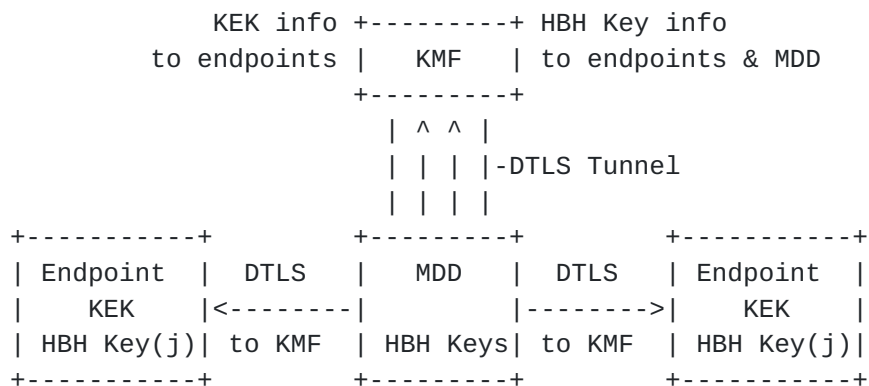 KEK info +---------+ HBH Key info
to endpoints |   KMF   | to endpoints & MDD
+---------+
| ^ ^ |
| | | |-DTLS Tunnel
| | | |
+-----------+         +---------+         +-----------+
| Endpoint  |  DTLS   |   MDD   |  DTLS   | Endpoint  |
|    KEK    |<--------|         |-------->|    KEK    |
| HBH Key(j)| to KMF  | HBH Keys| to KMF  | HBH Key(j)|
+-----------+         +---------+         +-----------+